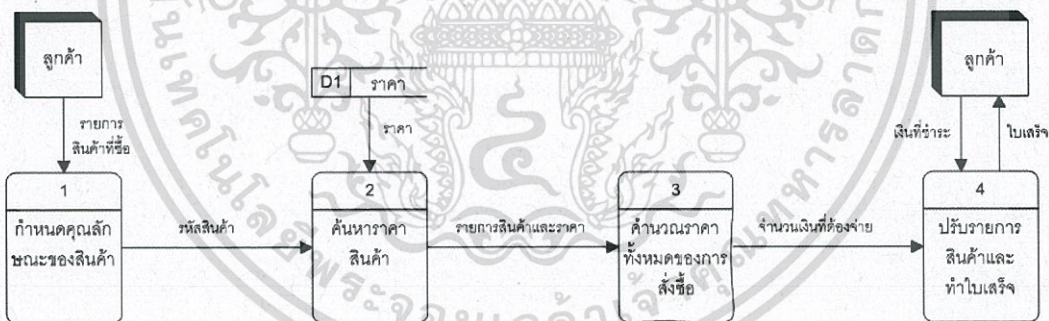 ลูกค้า
D1 ราคา
ลูกค้า
รายการ
สินค้าที่ซื้อ
ราคา
เงินที่ชำระ
ใบเสร็จ
1
กำหนดคุณลัก
ษณะของสินค้า
รหัสสินค้า
2
ค้นหาราคา
สินค้า
รายการสินค้าและราคา
3
คำนวณราคา
ทั้งหมดของการ
สั่งซื้อ
จำนวนเงินที่ต้องจ่าย
4
ปรับรายการ
สินค้าและ
ทำใบเสร็จ